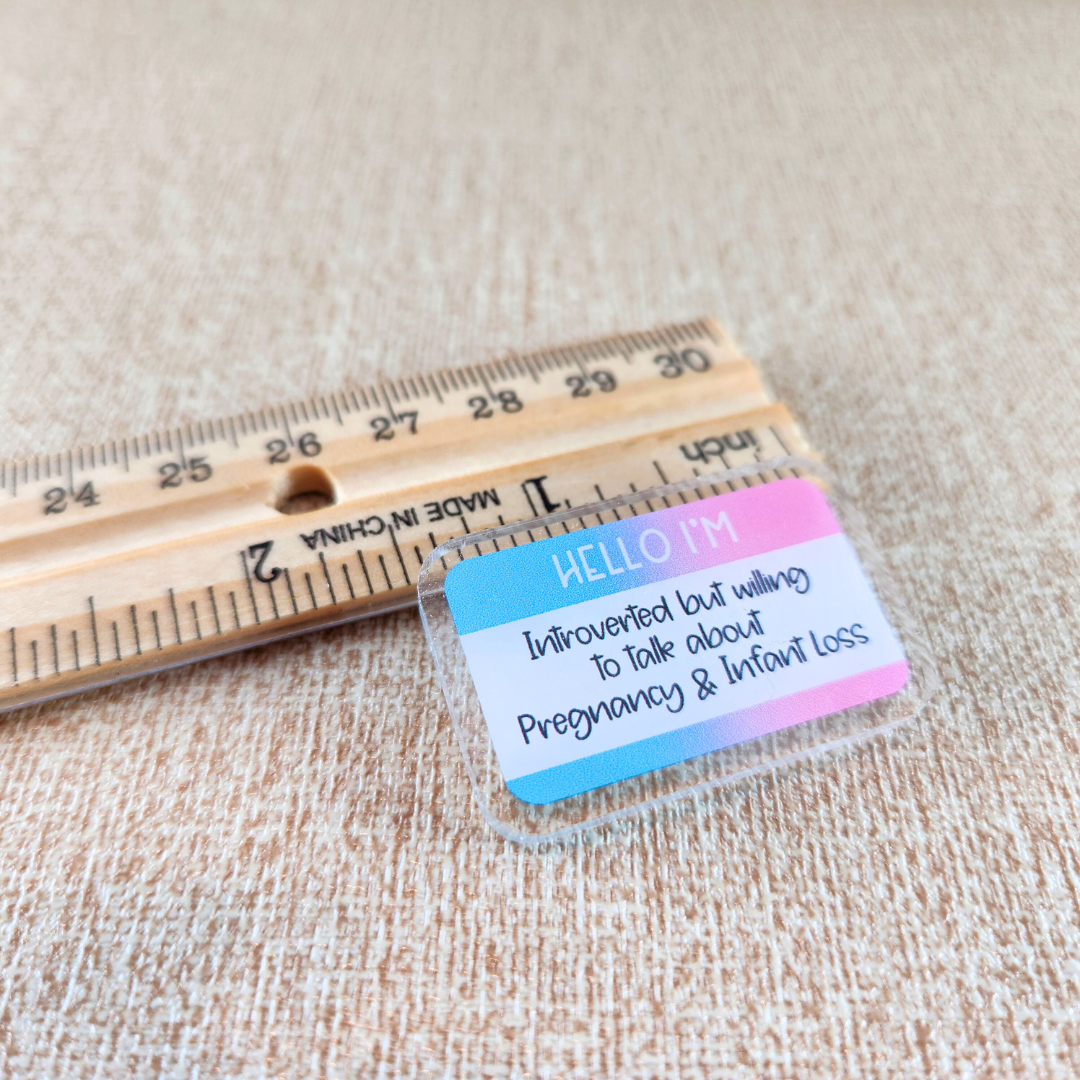 24 25 26 27 28 29 30
inch
1
MADE IN CHINA
2
HELLO I'M
Introverted but willing
to talk about
Pregnancy & Infant Loss